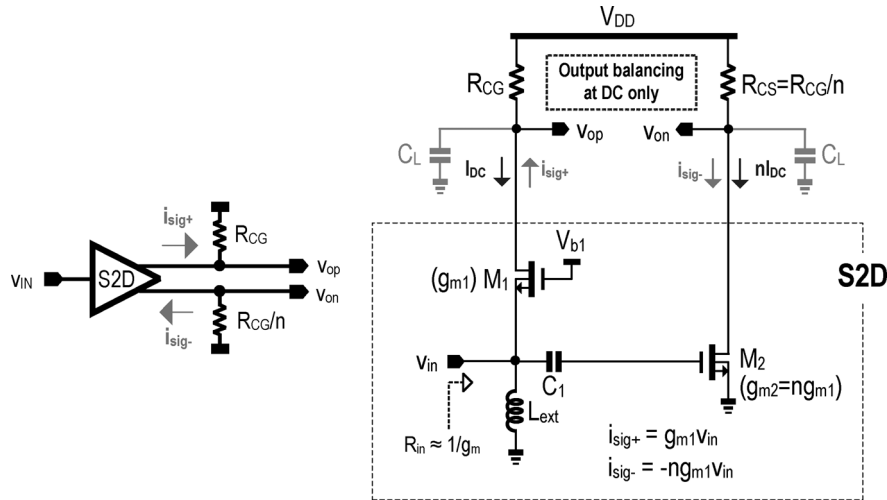 V_DD
R_CG
Output balancing
at DC only
R_CS=R_CG/n
v_op
v_on
C_L
I_DC
i_sig+
i_sig-
nI_DC
C_L
i_sig+
R_CG
v_IN
S2D
v_op
v_on
i_sig-
R_CG/n
V_b1
(g_m1) M_1
S2D
v_in
C_1
M_2
(g_m2=ng_m1)
L_ext
R_in ≈ 1/g_m
i_sig+ = g_m1v_in
i_sig- = -ng_m1v_in